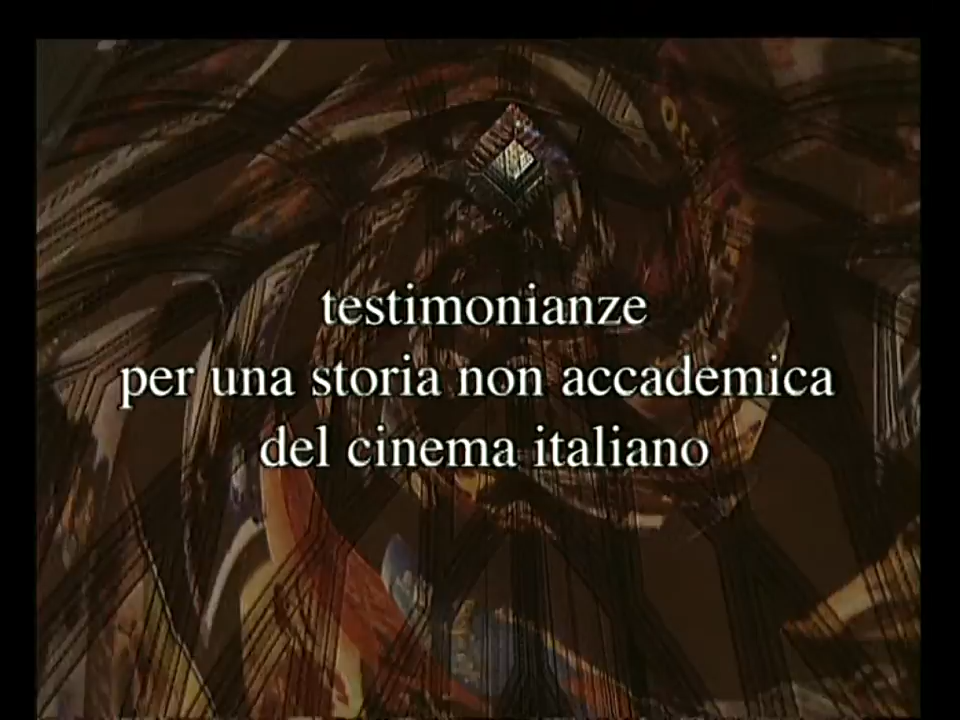 testimonianze
per una storia non accademica
del cinema italiano